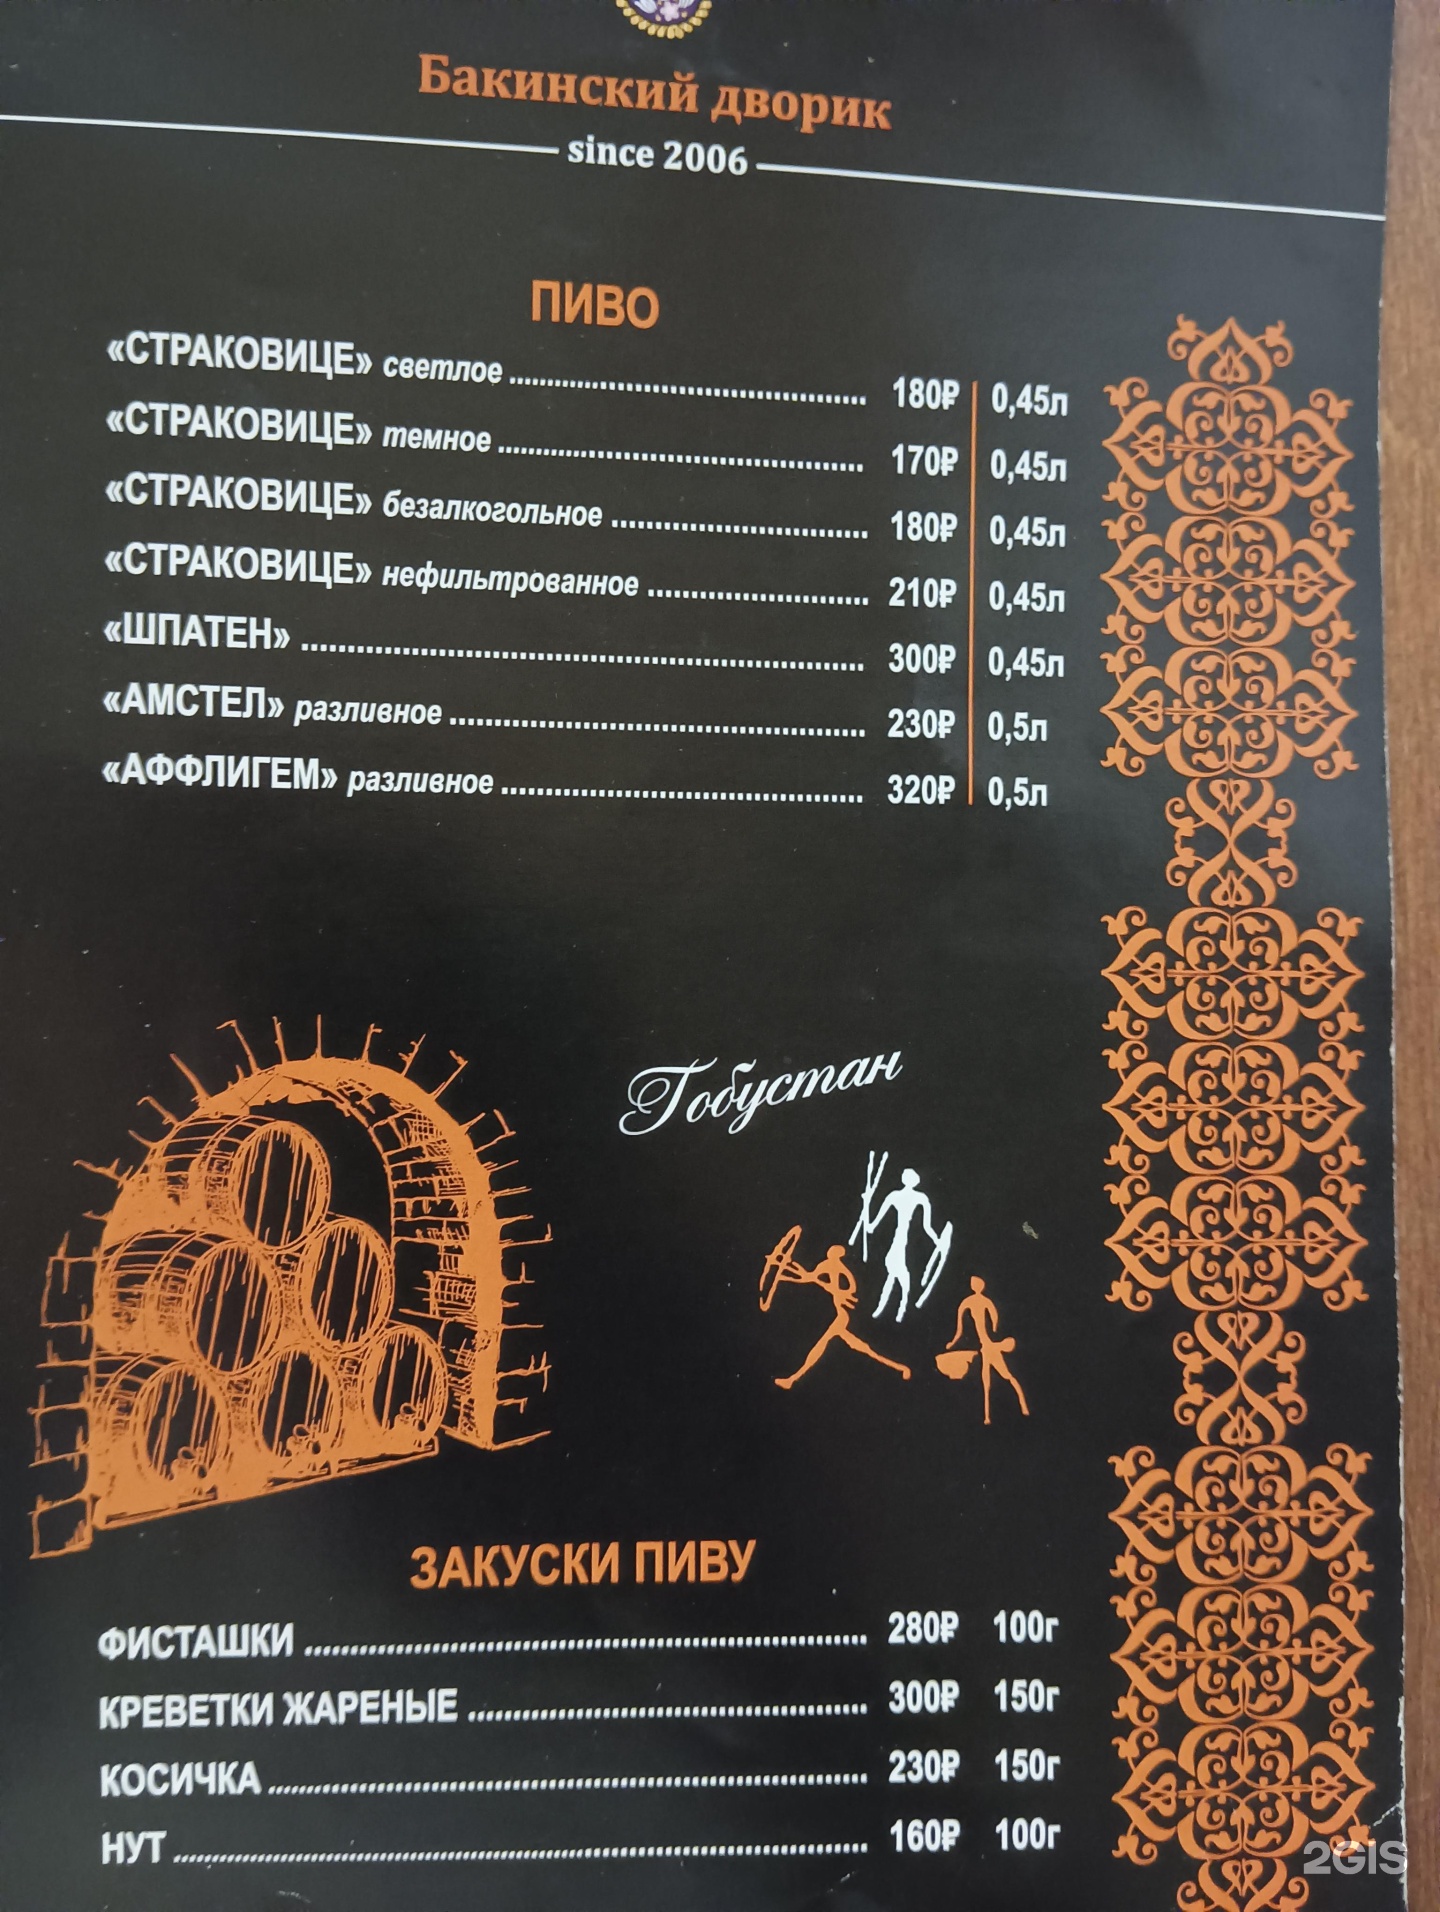 Бакинский дворик
since 2006
ПИВО
«СТРАКОВИЦЕ» светлое 180₽ 0,45л
«СТРАКОВИЦЕ» темное 170₽ 0,45л
«СТРАКОВИЦЕ» безалкогольное 180₽ 0,45л
«СТРАКОВИЦЕ» нефильтрованное 210₽ 0,45л
«ШПАТЕН» 300₽ 0,45л
«АМСТЕЛ» разливное 230₽ 0,5л
«АФФЛИГЕМ» разливное 320₽ 0,5л
Гобустан
ЗАКУСКИ ПИВУ
ФИСТАШКИ 280₽ 100г
КРЕВЕТКИ ЖАРЕНЫЕ 300₽ 150г
КОСИЧКА 230₽ 150г
НУТ 160₽ 100г
2GIS